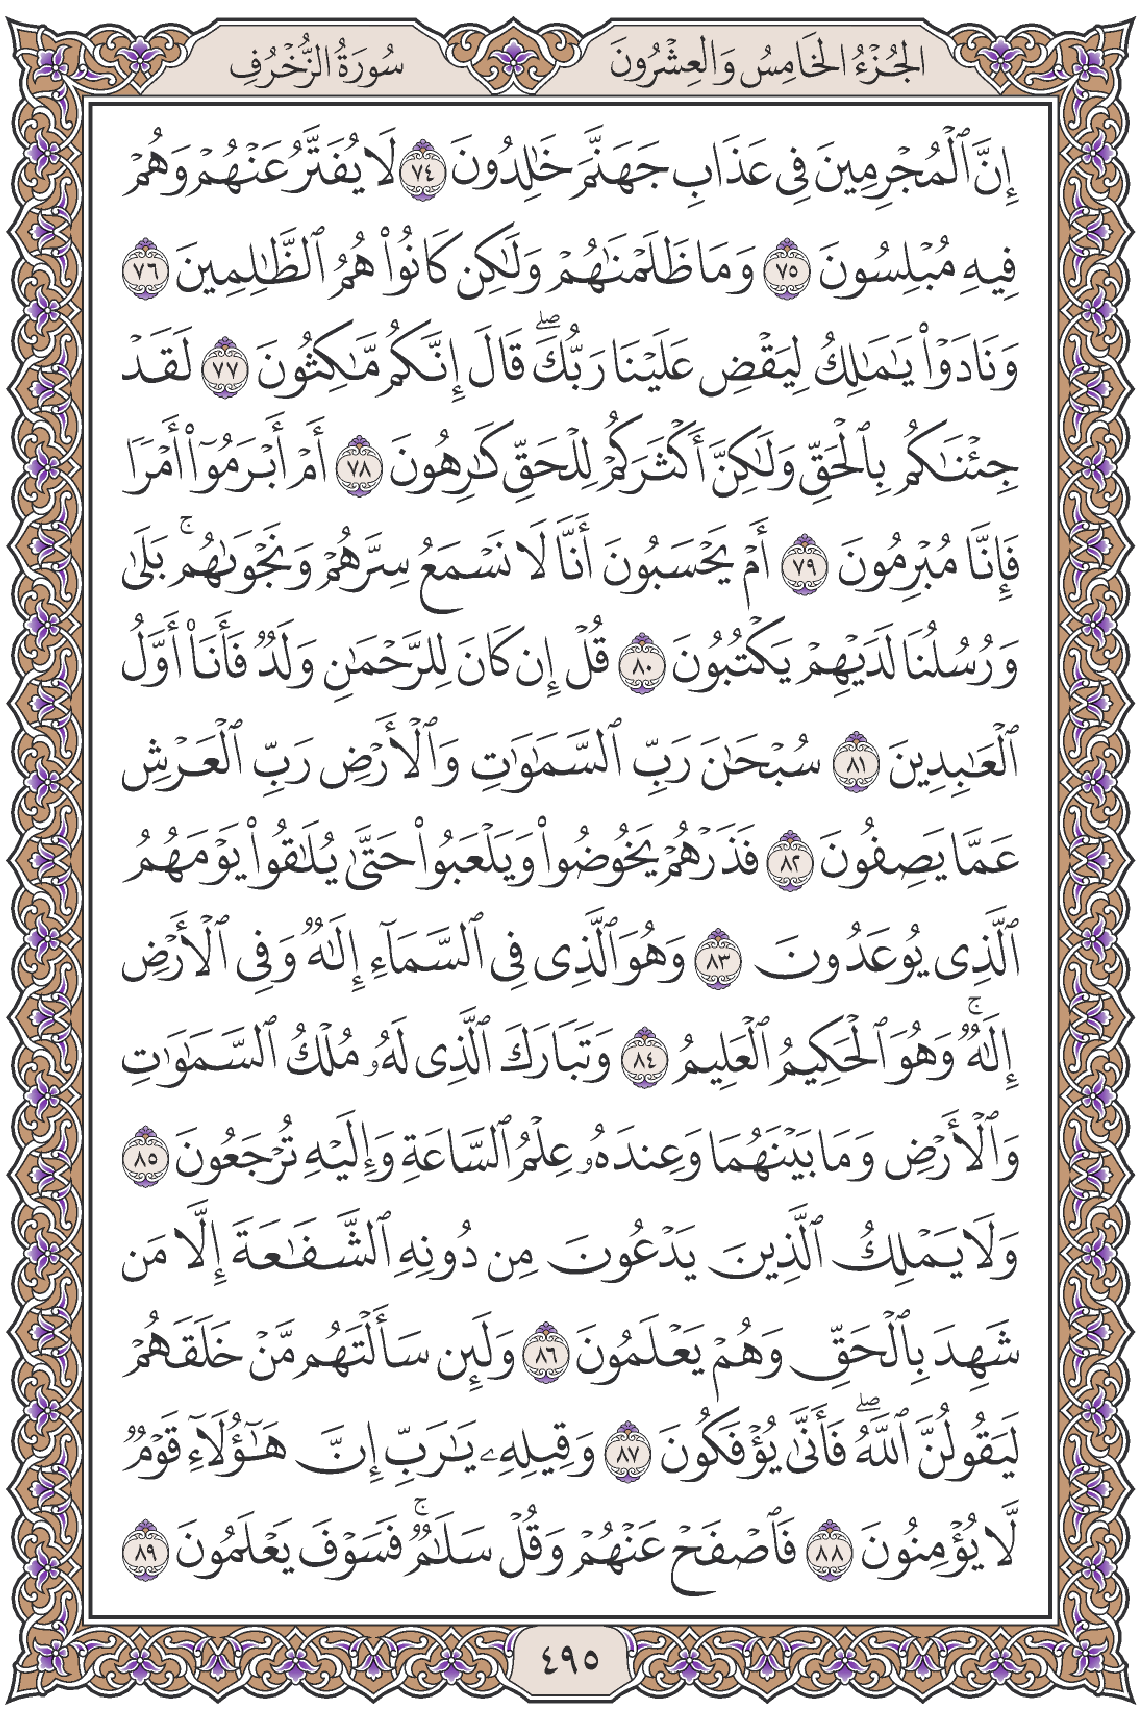 الجُزْءُ الخَامِسُ وَالعِشْرُونَ
سُورَةُ الزُّخْرُفِ
إِنَّ ٱلْمُجْرِمِينَ فِى عَذَابِ جَهَنَّمَ خَـٰلِدُونَ ٧٤ لَا يُفَتَّرُ عَنْهُمْ وَهُمْ
فِيهِ مُبْلِسُونَ ٧٥ وَمَا ظَلَمْنَـٰهُمْ وَلَـٰكِن كَانُوا۟ هُمُ ٱلظَّـٰلِمِينَ ٧٦
وَنَادَوْا۟ يَـٰمَـٰلِكُ لِيَقْضِ عَلَيْنَا رَبُّكَ ۖ قَالَ إِنَّكُم مَّـٰكِثُونَ ٧٧ لَقَدْ
جِئْنَـٰكُم بِٱلْحَقِّ وَلَـٰكِنَّ أَكْثَرَكُمْ لِلْحَقِّ كَـٰرِهُونَ ٧٨ أَمْ أَبْرَمُوٓا۟ أَمْرًا
فَإِنَّا مُبْرِمُونَ ٧٩ أَمْ يَحْسَبُونَ أَنَّا لَا نَسْمَعُ سِرَّهُمْ وَنَجْوَىٰهُم ۚ بَلَىٰ
وَرُسُلُنَا لَدَيْهِمْ يَكْتُبُونَ ٨٠ قُلْ إِن كَانَ لِلرَّحْمَـٰنِ وَلَدٌ فَأَنَا۠ أَوَّلُ
ٱلْعَـٰبِدِينَ ٨١ سُبْحَـٰنَ رَبِّ ٱلسَّمَـٰوَٰتِ وَٱلْأَرْضِ رَبِّ ٱلْعَرْشِ
عَمَّا يَصِفُونَ ٨٢ فَذَرْهُمْ يَخُوضُوا۟ وَيَلْعَبُوا۟ حَتَّىٰ يُلَـٰقُوا۟ يَوْمَهُمُ
ٱلَّذِى يُوعَدُونَ ٨٣ وَهُوَ ٱلَّذِى فِى ٱلسَّمَآءِ إِلَـٰهٌ وَفِى ٱلْأَرْضِ
إِلَـٰهٌ ۚ وَهُوَ ٱلْحَكِيمُ ٱلْعَلِيمُ ٨٤ وَتَبَارَكَ ٱلَّذِى لَهُۥ مُلْكُ ٱلسَّمَـٰوَٰتِ
وَٱلْأَرْضِ وَمَا بَيْنَهُمَا وَعِندَهُۥ عِلْمُ ٱلسَّاعَةِ وَإِلَيْهِ تُرْجَعُونَ ٨٥
وَلَا يَمْلِكُ ٱلَّذِينَ يَدْعُونَ مِن دُونِهِ ٱلشَّفَـٰعَةَ إِلَّا مَن
شَهِدَ بِٱلْحَقِّ وَهُمْ يَعْلَمُونَ ٨٦ وَلَئِن سَأَلْتَهُم مَّنْ خَلَقَهُمْ
لَيَقُولُنَّ ٱللَّهُ ۖ فَأَنَّىٰ يُؤْفَكُونَ ٨٧ وَقِيلِهِۦ يَـٰرَبِّ إِنَّ هَـٰٓؤُلَآءِ قَوْمٌ
لَّا يُؤْمِنُونَ ٨٨ فَٱصْفَحْ عَنْهُمْ وَقُلْ سَلَـٰمٌ ۚ فَسَوْفَ يَعْلَمُونَ ٨٩
٤٩٥